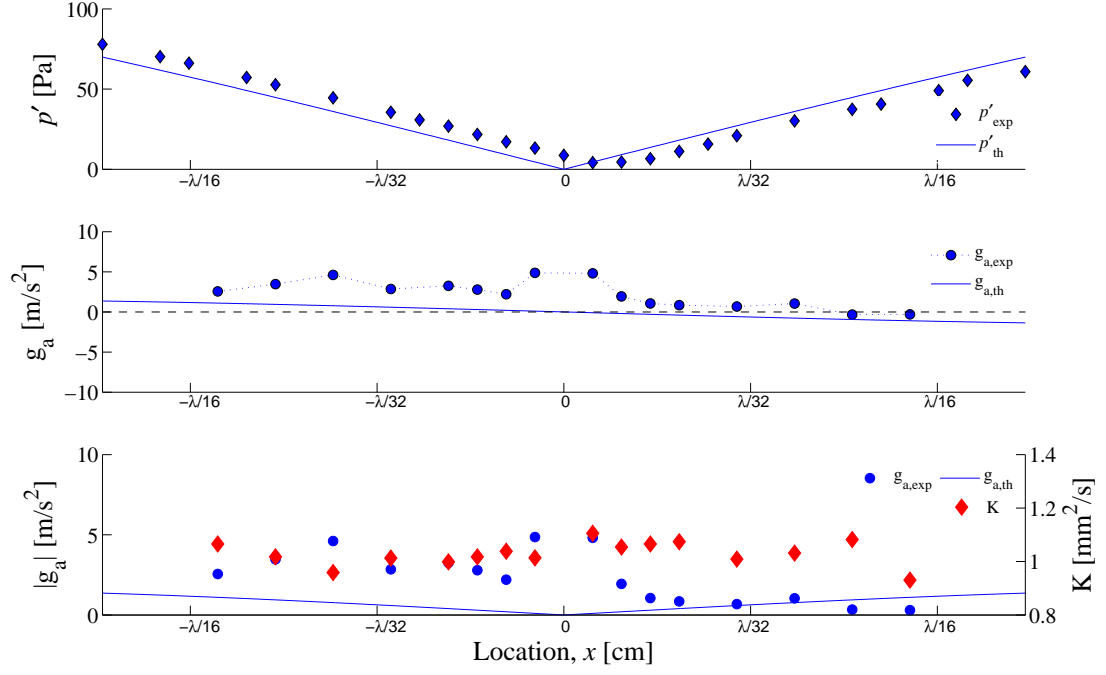 100
50
0
p′ [Pa]
p′exp
p′th
−λ/16
−λ/32
0
λ/32
λ/16
10
5
0
−5
−10
ga [m/s2]
ga,exp
ga,th
−λ/16
−λ/32
0
λ/32
λ/16
10
5
0
|ga| [m/s2]
ga,exp
ga,th
K
1.4
1.2
1
0.8
K [mm2/s]
−λ/16
−λ/32
0
λ/32
λ/16
Location, x [cm]